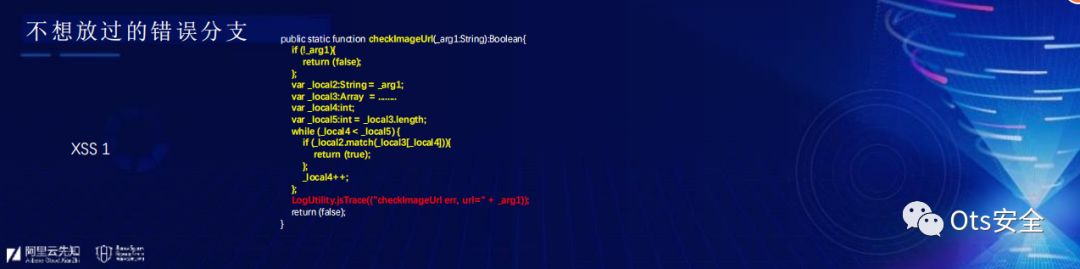 不想放过的错误分支
public static function checkImageUrl(_arg1:String):Boolean{
if (!_arg1){
return (false);
};
var _local2:String = _arg1;
var _local3:Array = ........
var _local4:int;
var _local5:int = _local3.length;
while (_local4 < _local5) {
if (_local2.match(_local3[_local4])){
return (true);
};
_local4++;
};
LogUtility.jsTrace(("checkImageUrl err, url=" + _arg1));
return (false);
}
XSS 1
Ots安全
阿里云先知